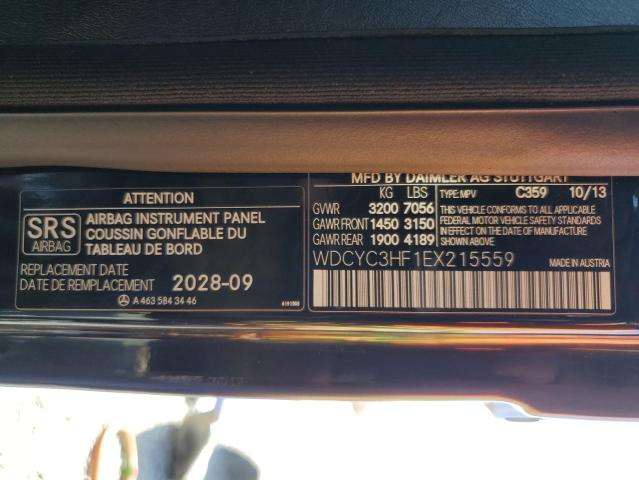 ATTENTION
SRS
AIRBAG
AIRBAG INSTRUMENT PANEL
COUSSIN GONFLABLE DU
TABLEAU DE BORD
REPLACEMENT DATE
DATE DE REMPLACEMENT
2028-09
A 463 584 34 46
MFD BY DAIMLER AG STUTTGART
KG LBS TYPE: MPV C359 10/13
GVWR 3200 7056
GAWR FRONT 1450 3150
GAWR REAR 1900 4189
THIS VEHICLE CONFORMS TO ALL APPLICABLE
FEDERAL MOTOR VEHICLE SAFETY STANDARDS
IN EFFECT ON THE DATE OF MANUFACTURE
SHOWN ABOVE.
WDCYC3HF1EX215559
MADE IN AUSTRIA